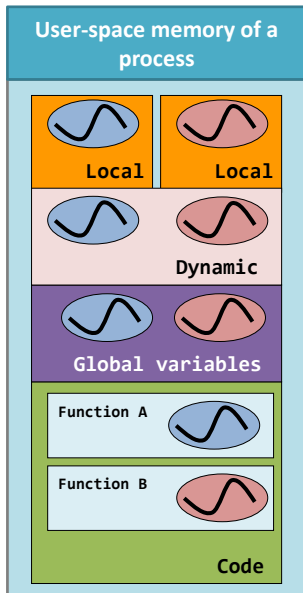 User-space memory of a
process
Local
Local
Dynamic
Global variables
Function A
Function B
Code